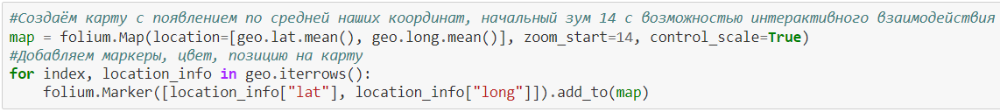 #Создаём карту с появлением по средней наших координат, начальный зум 14 с возможностью интерактивного взаимодействия
map = folium.Map(location=[geo.lat.mean(), geo.long.mean()], zoom_start=14, control_scale=True)
#Добавляем маркеры, цвет, позицию на карту
for index, location_info in geo.iterrows():
    folium.Marker([location_info["lat"], location_info["long"]]).add_to(map)